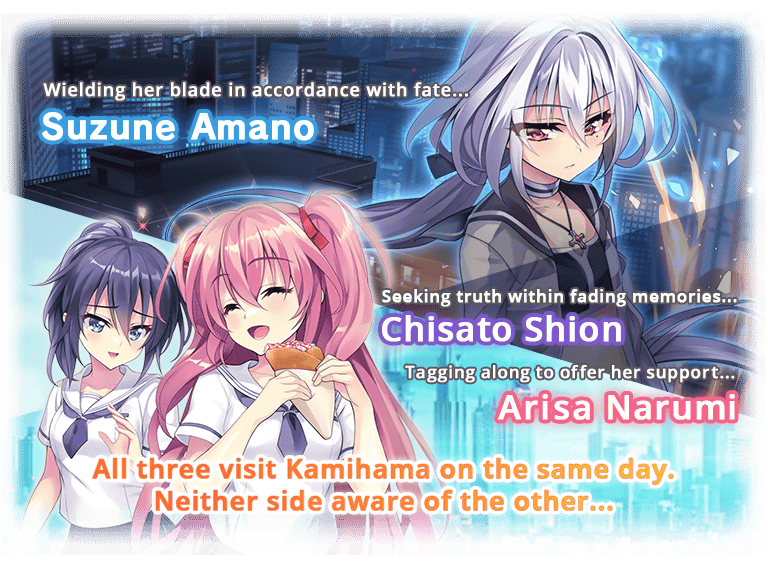 Wielding her blade in accordance with fate...
Suzune Amano
Seeking truth within fading memories...
Chisato Shion
Tagging along to offer her support...
Arisa Narumi
All three visit Kamihama on the same day.
Neither side aware of the other...